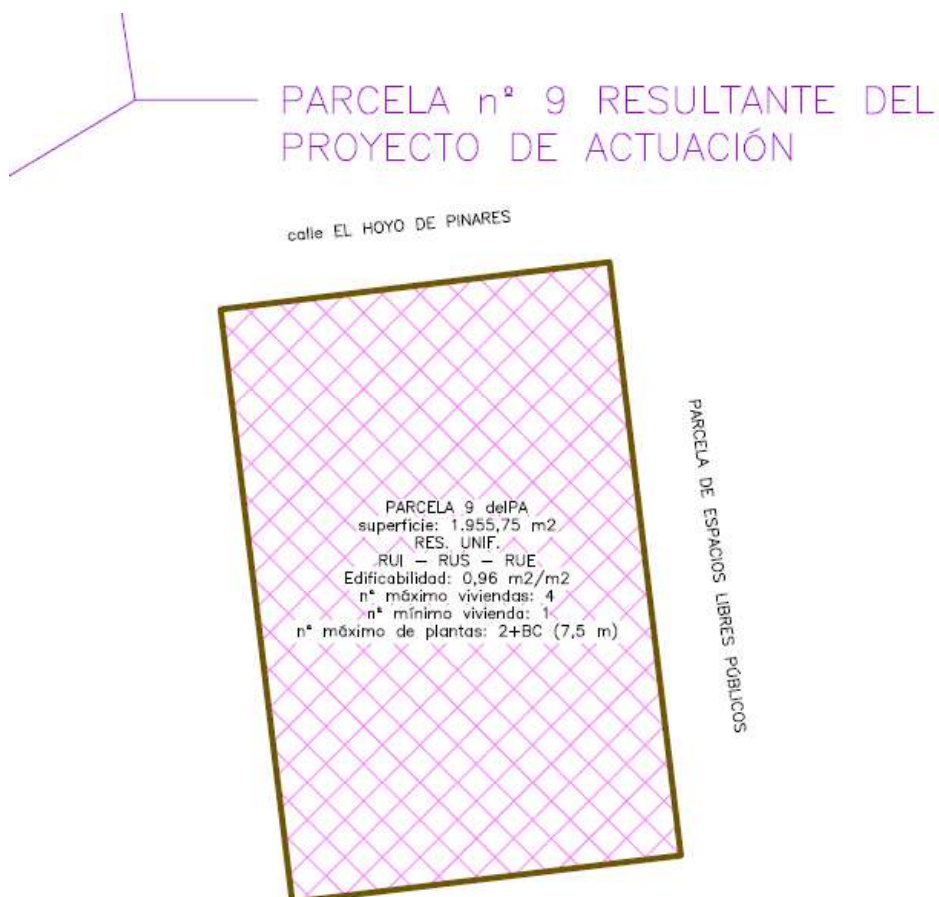 PARCELA nº 9 RESULTANTE DEL
PROYECTO DE ACTUACIÓN
calle EL HOYO DE PINARES
PARCELA 9 delPA
superficie: 1.955,75 m2
RES. UNIF.
RUI – RUS – RUE
Edificabilidad: 0,96 m2/m2
nº máximo viviendas: 4
nº mínimo vivienda: 1
nº máximo de plantas: 2+BC (7,5 m)
PARCELA DE ESPACIOS LIBRES PÚBLICOS